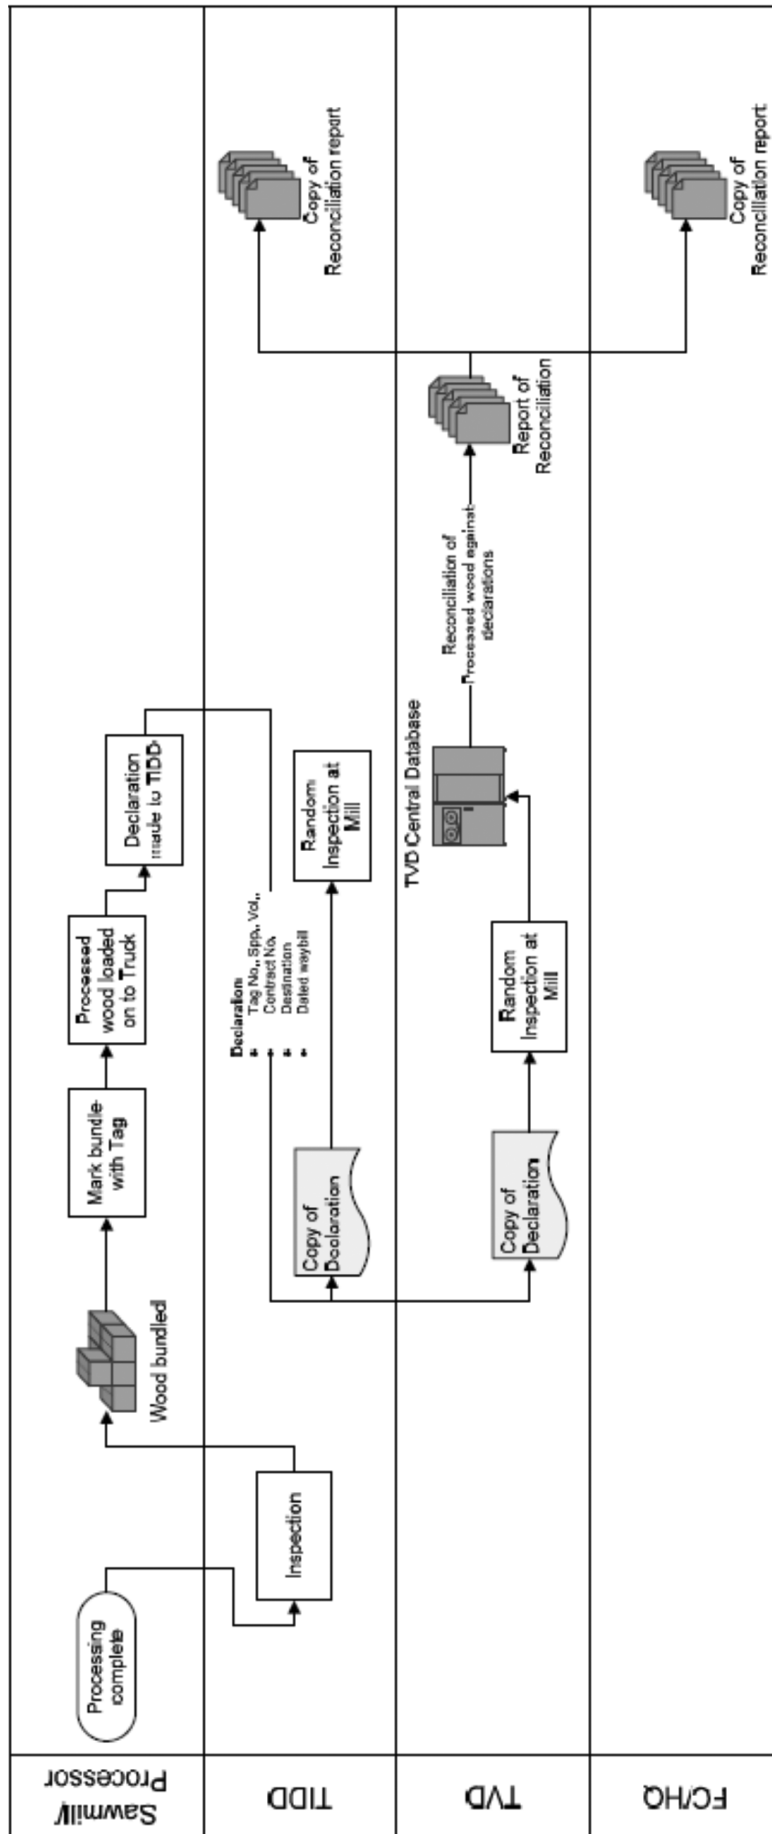 Sawmill/
Processor
Processing
complete
Wood bundled
Mark bundle
with Tag
Processed
wood loaded
on to Truck
Declaration
made to TIDD
TIDD
Inspection
Copy of
Declaration
Declaration
• Tag No., Spp., Vol.,
• Contract No.
• Destination
• Dated waybill
Random
Inspection at
Mill
Copy of
Reconciliation report
TVD
Copy of
Declaration
Random
Inspection at
Mill
TVD Central Database
Reconciliation of
Processed wood against
declarations
Report of
Reconciliation
FC/HQ
Copy of
Reconciliation report